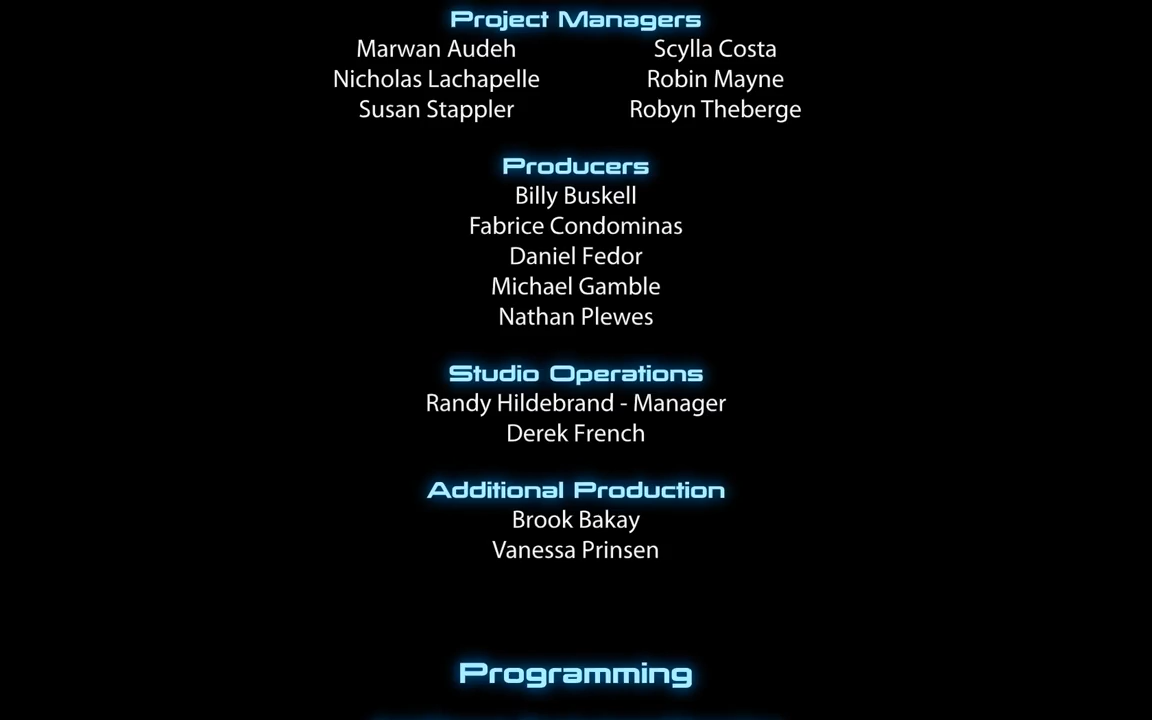 Project Managers
Marwan Audeh Scylla Costa
Nicholas Lachapelle Robin Mayne
Susan Stappler Robyn Theberge
Producers
Billy Buskell
Fabrice Condominas
Daniel Fedor
Michael Gamble
Nathan Plewes
Studio Operations
Randy Hildebrand - Manager
Derek French
Additional Production
Brook Bakay
Vanessa Prinsen
Programming